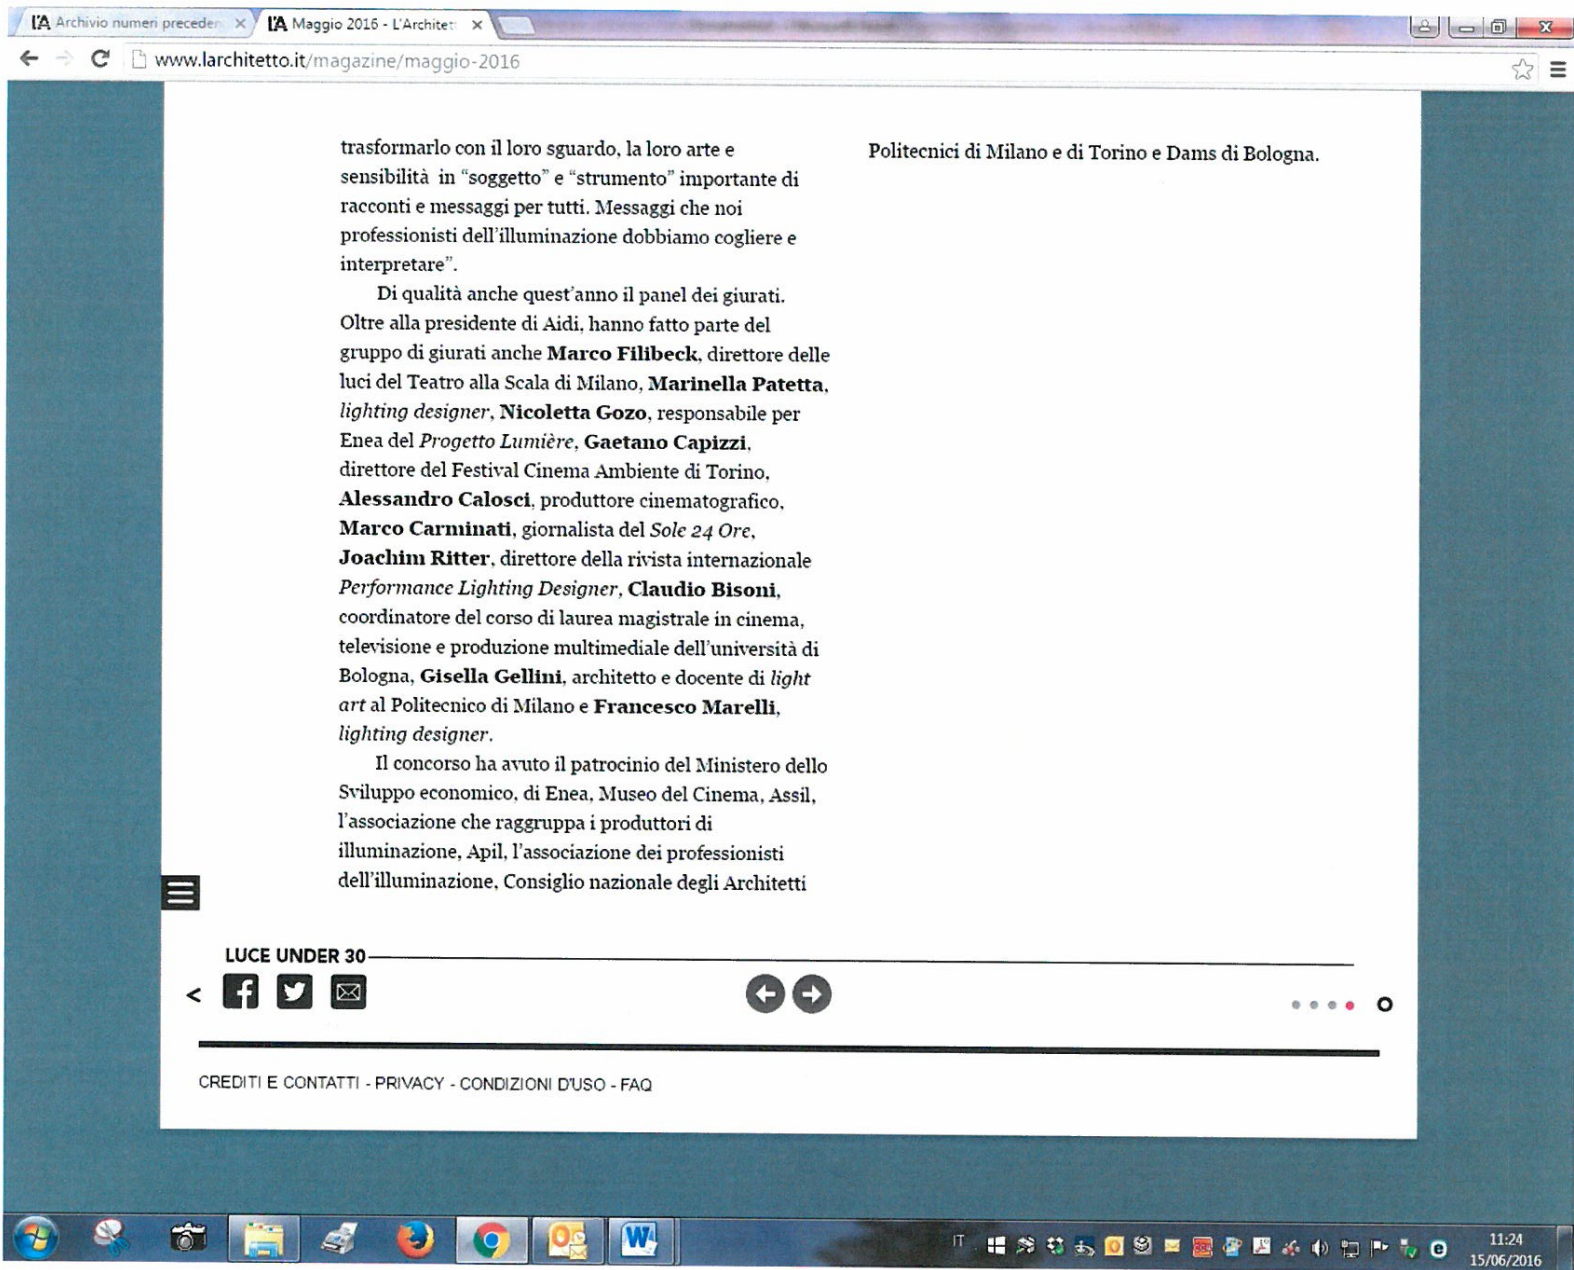 L'A Archivio numeri preceden
L'A Maggio 2016 - L'Architet
www.larchitetto.it/magazine/maggio-2016
trasformarlo con il loro sguardo, la loro arte e
sensibilità in “soggetto” e “strumento” importante di
racconti e messaggi per tutti. Messaggi che noi
professionisti dell’illuminazione dobbiamo cogliere e
interpretare”.
Di qualità anche quest’anno il panel dei giurati.
Oltre alla presidente di Aidi, hanno fatto parte del
gruppo di giurati anche Marco Filibeck, direttore delle
luci del Teatro alla Scala di Milano, Marinella Patetta,
lighting designer, Nicoletta Gozo, responsabile per
Enea del Progetto Lumière, Gaetano Capizzi,
direttore del Festival Cinema Ambiente di Torino,
Alessandro Calosci, produttore cinematografico,
Marco Carminati, giornalista del Sole 24 Ore,
Joachim Ritter, direttore della rivista internazionale
Performance Lighting Designer, Claudio Bisoni,
coordinatore del corso di laurea magistrale in cinema,
televisione e produzione multimediale dell’università di
Bologna, Gisella Gellini, architetto e docente di light
art al Politecnico di Milano e Francesco Marelli,
lighting designer.
Il concorso ha avuto il patrocinio del Ministero dello
Sviluppo economico, di Enea, Museo del Cinema, Assil,
l’associazione che raggruppa i produttori di
illuminazione, Apil, l’associazione dei professionisti
dell’illuminazione, Consiglio nazionale degli Architetti
Politecnici di Milano e di Torino e Dams di Bologna.
LUCE UNDER 30
CREDITI E CONTATTI - PRIVACY - CONDIZIONI D'USO - FAQ
IT
11:24
15/06/2016